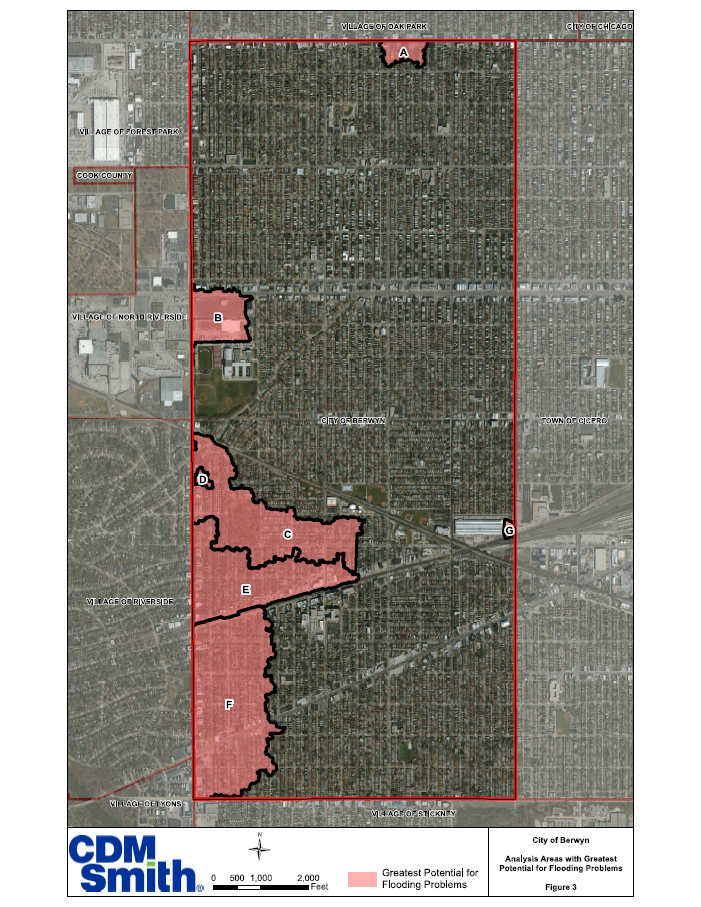 VILLAGE OF OAK PARK
CITY OF CHICAGO
A
VILLAGE OF FOREST PARK
COOK COUNTY
B
VILLAGE OF NORTH RIVERSIDE
CITY OF BERWYN
TOWN OF CICERO
D
G
C
E
VILLAGE OF RIVERSIDE
F
VILLAGE OF LYONS
VILLAGE OF STICKNEY
CDM
Smith®
N
0 500 1,000 2,000
Feet
Greatest Potential for
Flooding Problems
City of Berwyn
Analysis Areas with Greatest
Potential for Flooding Problems
Figure 3